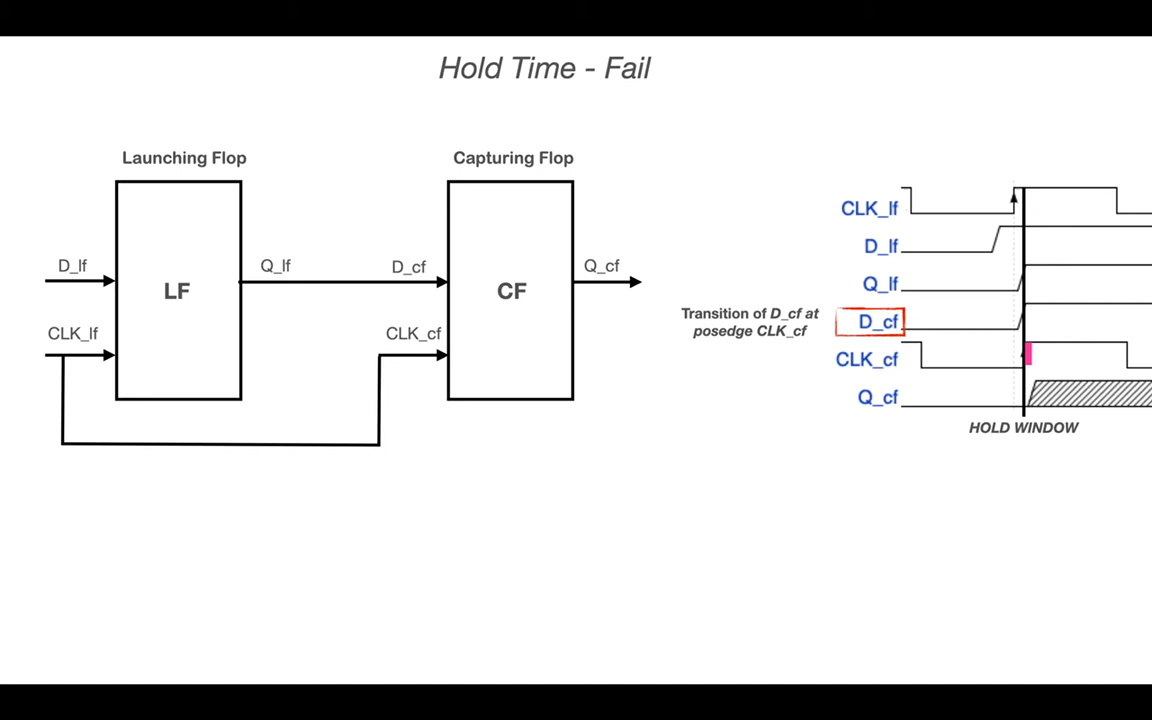 Hold Time - Fail
Launching Flop
Capturing Flop
D_lf
CLK_lf
LF
Q_lf
D_cf
CLK_cf
CF
Q_cf
Transition of D_cf at
posedge CLK_cf
CLK_lf
D_lf
Q_lf
D_cf
CLK_cf
Q_cf
HOLD WINDOW